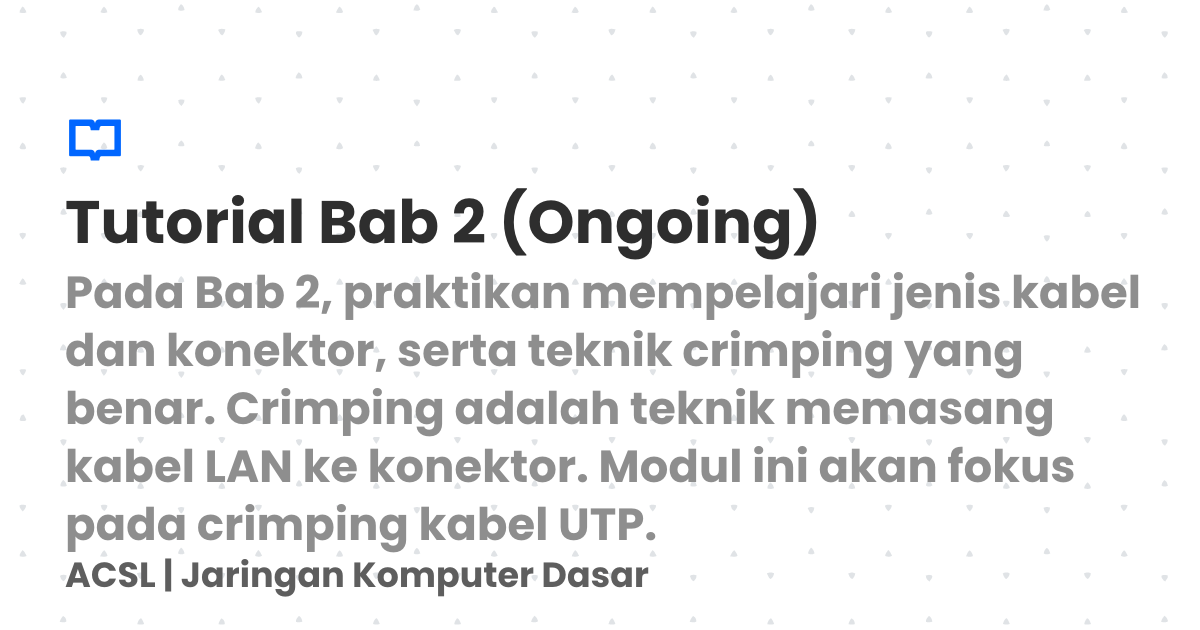 Tutorial Bab 2 (Ongoing)
Pada Bab 2, praktikan mempelajari jenis kabel
dan konektor, serta teknik crimping yang
benar. Crimping adalah teknik memasang
kabel LAN ke konektor. Modul ini akan fokus
pada crimping kabel UTP.
ACSL | Jaringan Komputer Dasar